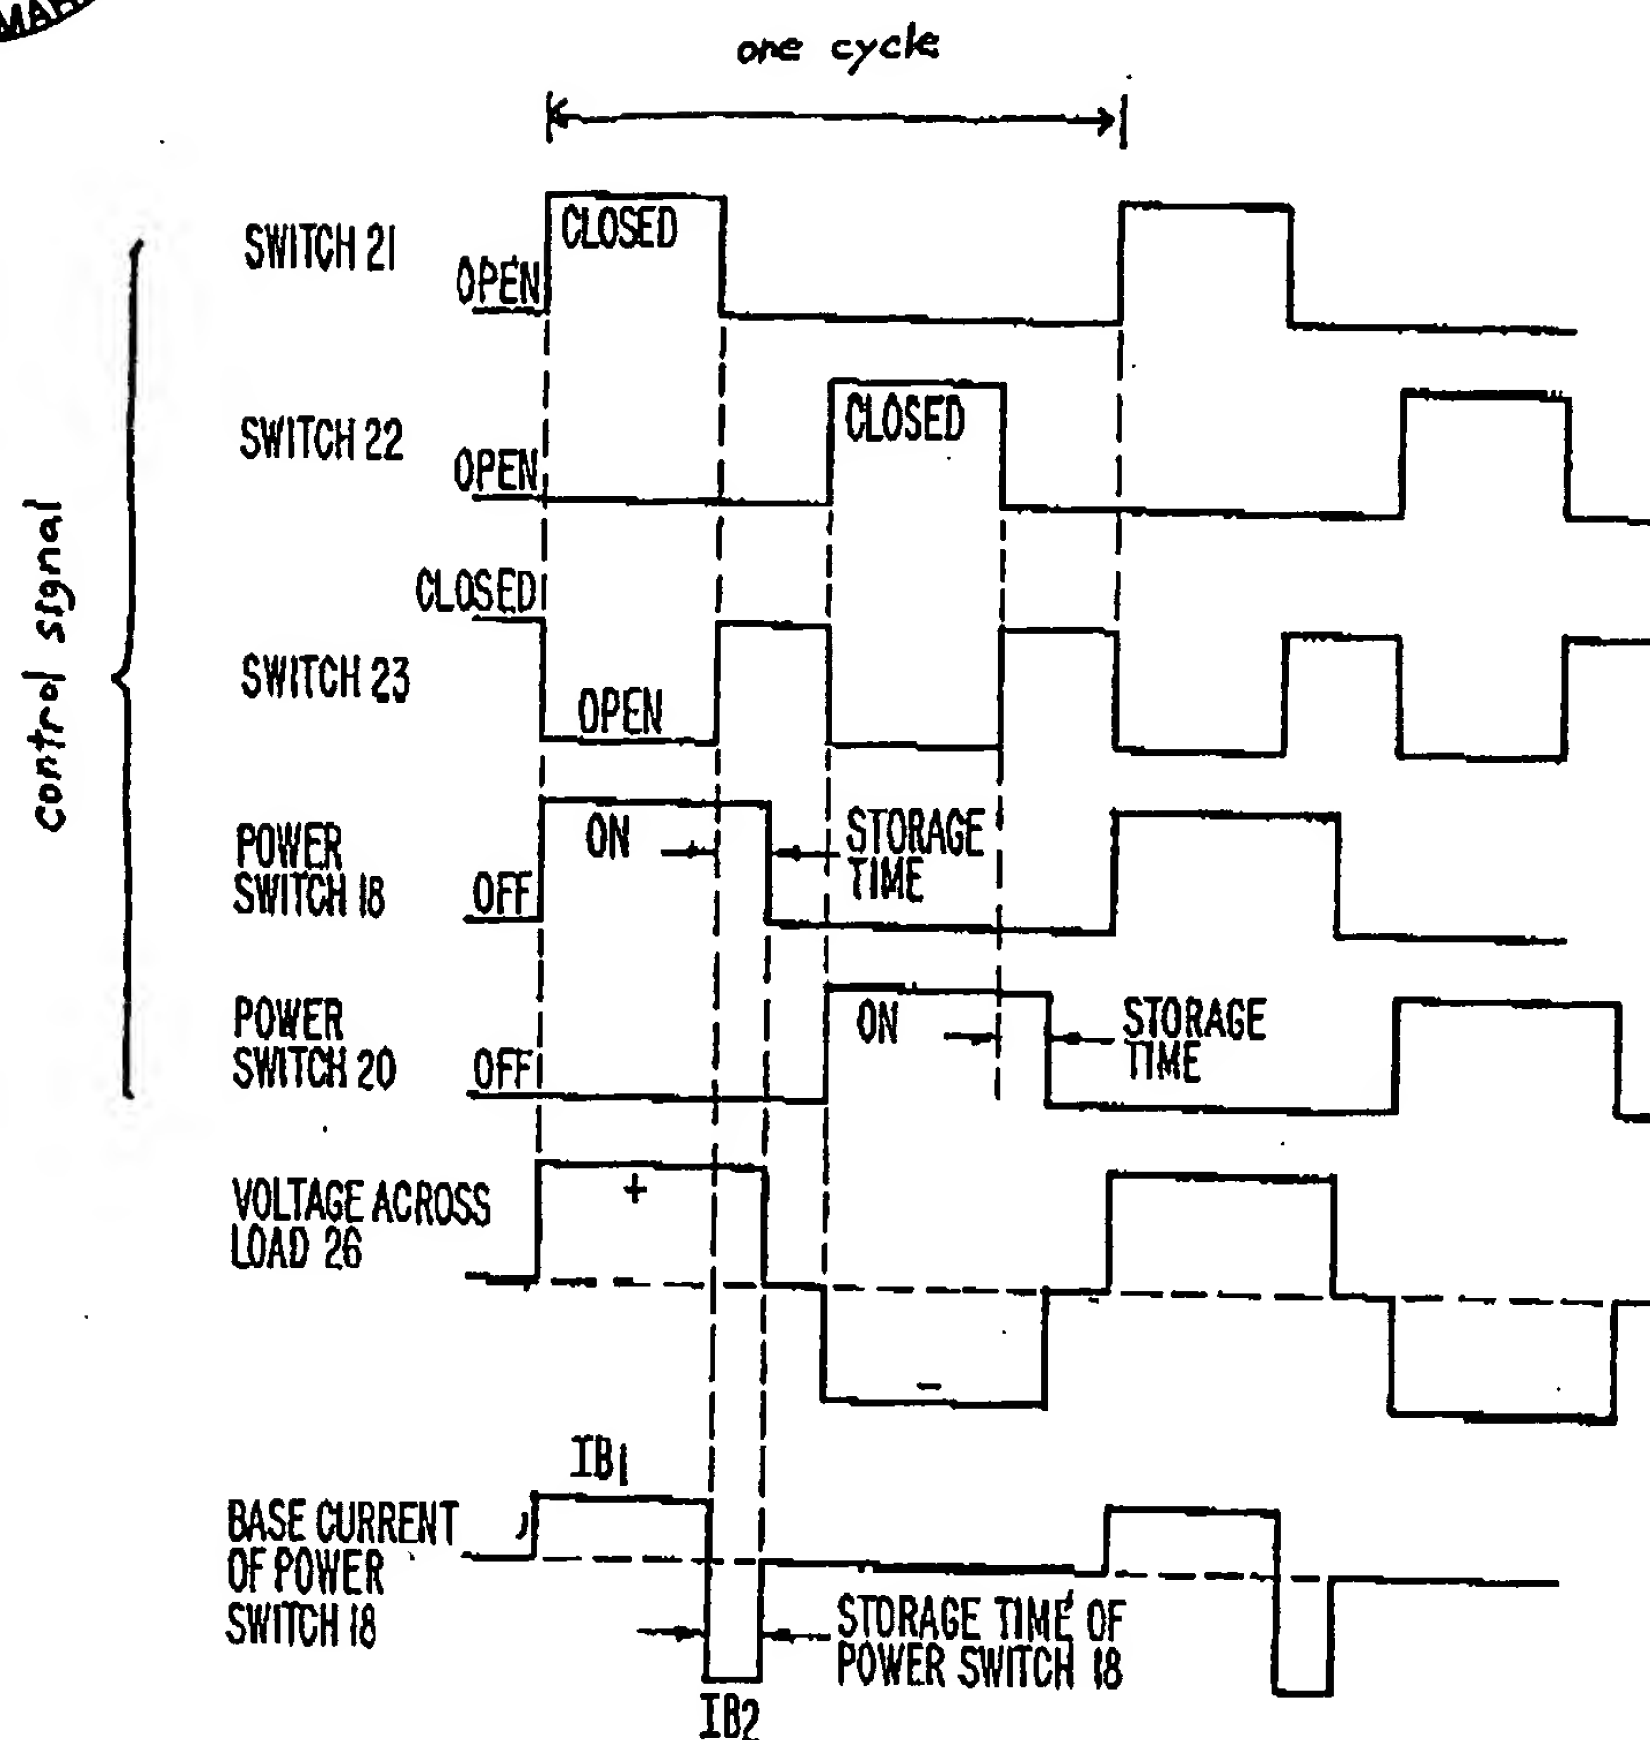 one cycle
SWITCH 21
CLOSED
OPEN
SWITCH 22
CLOSED
OPEN
CLOSED
SWITCH 23
OPEN
control signal
POWER
SWITCH 18
OFF
ON
STORAGE
TIME
POWER
SWITCH 20
OFF
ON
STORAGE
TIME
VOLTAGE ACROSS
LOAD 26
+
-
IB1
BASE CURRENT
OF POWER
SWITCH 18
STORAGE TIME OF
POWER SWITCH 18
IB2